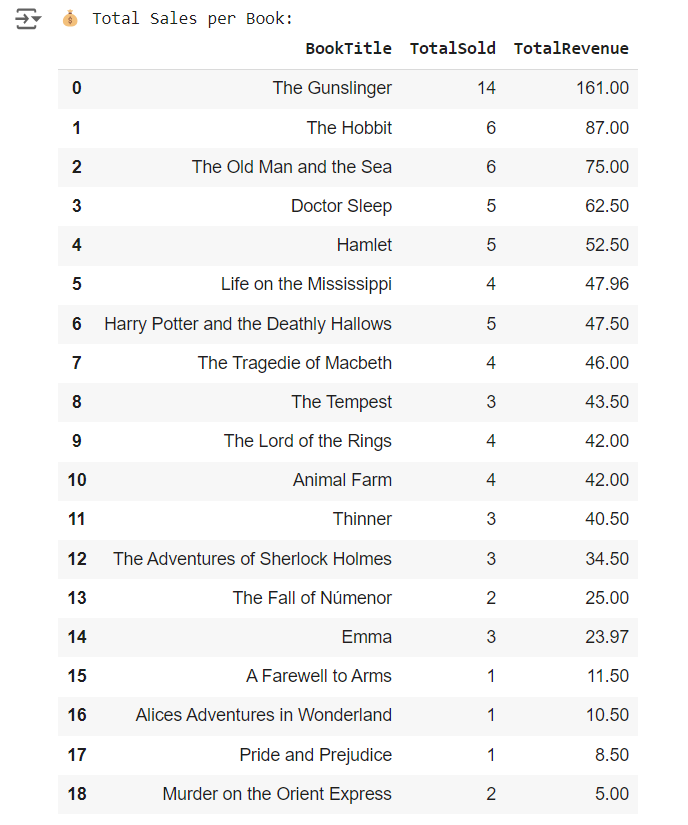 💰 Total Sales per Book:
BookTitle TotalSold TotalRevenue
0 The Gunslinger 14 161.00
1 The Hobbit 6 87.00
2 The Old Man and the Sea 6 75.00
3 Doctor Sleep 5 62.50
4 Hamlet 5 52.50
5 Life on the Mississippi 4 47.96
6 Harry Potter and the Deathly Hallows 5 47.50
7 The Tragedie of Macbeth 4 46.00
8 The Tempest 3 43.50
9 The Lord of the Rings 4 42.00
10 Animal Farm 4 42.00
11 Thinner 3 40.50
12 The Adventures of Sherlock Holmes 3 34.50
13 The Fall of Númenor 2 25.00
14 Emma 3 23.97
15 A Farewell to Arms 1 11.50
16 Alices Adventures in Wonderland 1 10.50
17 Pride and Prejudice 1 8.50
18 Murder on the Orient Express 2 5.00